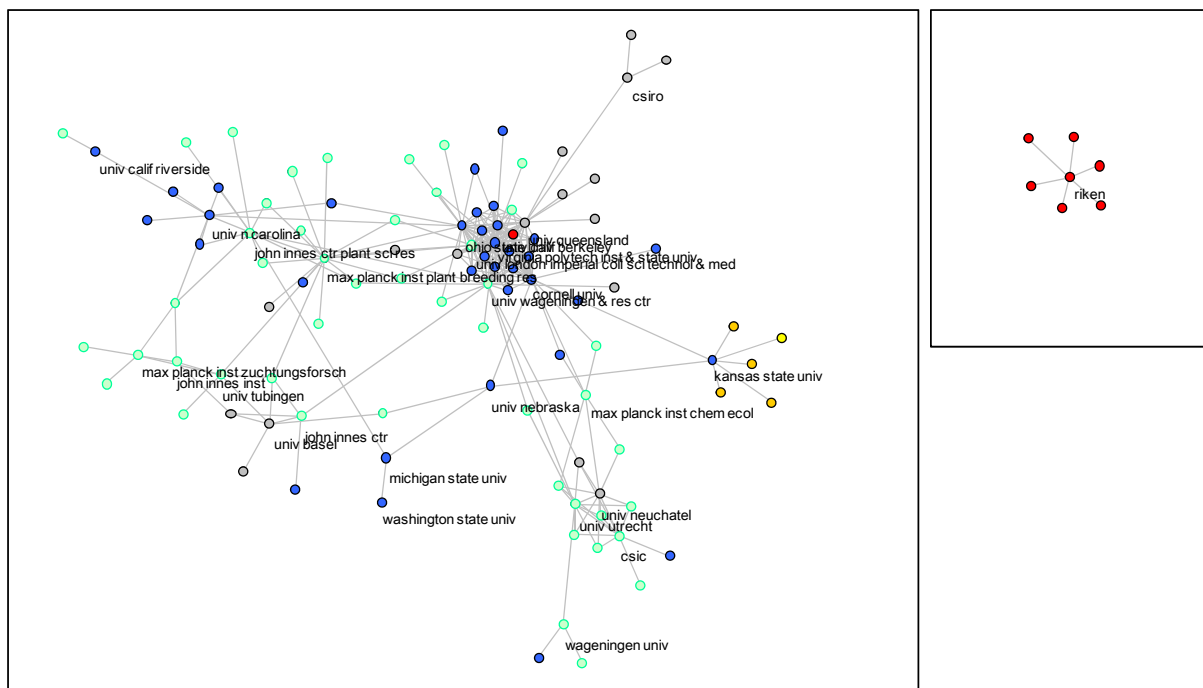 csiro
univ calif riverside
riken
univ n carolina
univ queensland
ohio state univ
univ calif berkeley
john innes ctr plant sci res
virginia polytech inst & state univ
univ london imperial coll sci technol & med
max planck inst plant breeding res
cornell univ
univ wageningen & res ctr
max planck inst zuchtungsforsch
kansas state univ
john innes inst
univ tubingen
univ nebraska
max planck inst chem ecol
john innes ctr
univ basel
michigan state univ
washington state univ
univ neuchatel
univ utrecht
csic
wageningen univ